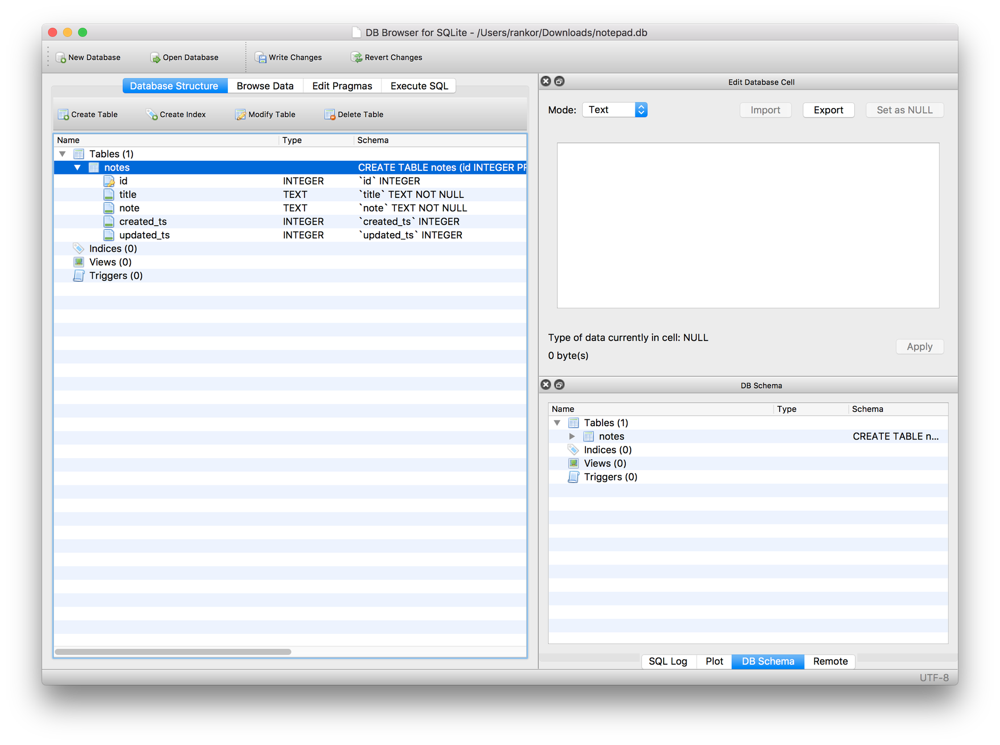 DB Browser for SQLite - /Users/rankor/Downloads/notepad.db
New Database Open Database Write Changes Revert Changes
Database Structure Browse Data Edit Pragmas Execute SQL
Create Table Create Index Modify Table Delete Table
Name Type Schema
Tables (1)
notes CREATE TABLE notes (id INTEGER PR
id INTEGER `id` INTEGER
title TEXT `title` TEXT NOT NULL
note TEXT `note` TEXT NOT NULL
created_ts INTEGER `created_ts` INTEGER
updated_ts INTEGER `updated_ts` INTEGER
Indices (0)
Views (0)
Triggers (0)
Edit Database Cell
Mode: Text Import Export Set as NULL
Type of data currently in cell: NULL
0 byte(s)
Apply
DB Schema
Name Type Schema
Tables (1)
notes CREATE TABLE n...
Indices (0)
Views (0)
Triggers (0)
SQL Log Plot DB Schema Remote
UTF-8